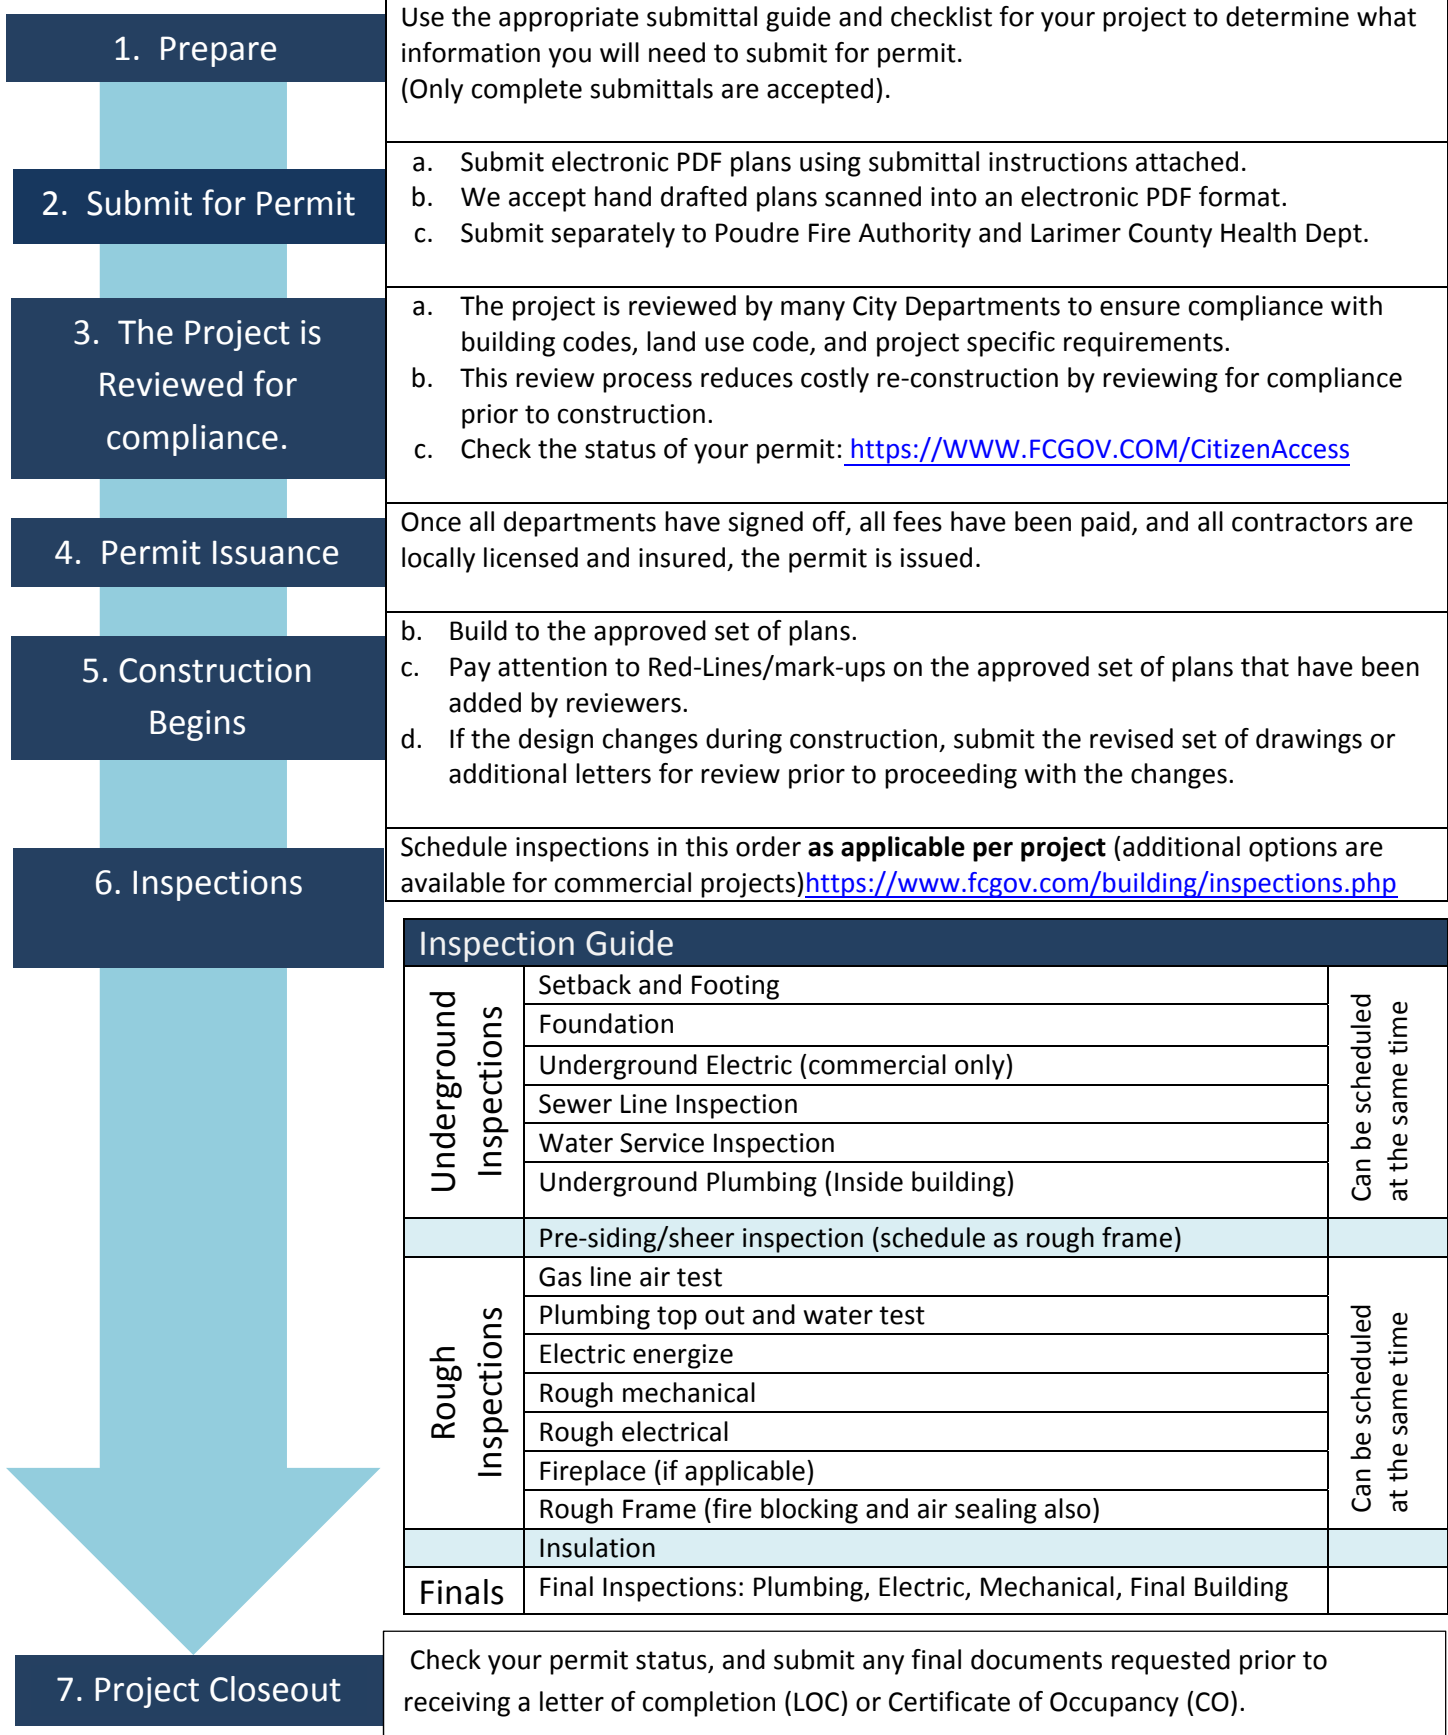 1. Prepare
Use the appropriate submittal guide and checklist for your project to determine what
information you will need to submit for permit.
(Only complete submittals are accepted).
2. Submit for Permit
a. Submit electronic PDF plans using submittal instructions attached.
b. We accept hand drafted plans scanned into an electronic PDF format.
c. Submit separately to Poudre Fire Authority and Larimer County Health Dept.
3. The Project is
Reviewed for
compliance.
a. The project is reviewed by many City Departments to ensure compliance with
building codes, land use code, and project specific requirements.
b. This review process reduces costly re-construction by reviewing for compliance
prior to construction.
c. Check the status of your permit: https://WWW.FCGOV.COM/CitizenAccess
4. Permit Issuance
Once all departments have signed off, all fees have been paid, and all contractors are
locally licensed and insured, the permit is issued.
5. Construction
Begins
b. Build to the approved set of plans.
c. Pay attention to Red-Lines/mark-ups on the approved set of plans that have been
added by reviewers.
d. If the design changes during construction, submit the revised set of drawings or
additional letters for review prior to proceeding with the changes.
6. Inspections
Schedule inspections in this order as applicable per project (additional options are
available for commercial projects)https://www.fcgov.com/building/inspections.php
Inspection Guide
Underground
Inspections
Setback and Footing
Foundation
Underground Electric (commercial only)
Sewer Line Inspection
Water Service Inspection
Underground Plumbing (Inside building)
Can be scheduled
at the same time
Pre-siding/sheer inspection (schedule as rough frame)
Rough
Inspections
Gas line air test
Plumbing top out and water test
Electric energize
Rough mechanical
Rough electrical
Fireplace (if applicable)
Rough Frame (fire blocking and air sealing also)
Can be scheduled
at the same time
Insulation
Finals
Final Inspections: Plumbing, Electric, Mechanical, Final Building
7. Project Closeout
Check your permit status, and submit any final documents requested prior to
receiving a letter of completion (LOC) or Certificate of Occupancy (CO).